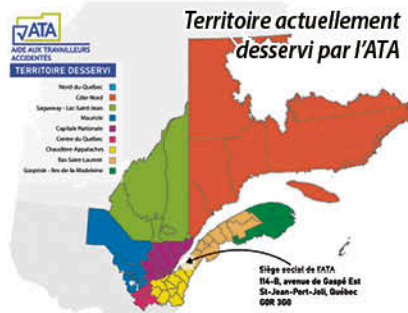 ATA
AIDE AUX TRAVAILLEURS
ACCIDENTÉS
TERRITOIRE DESSERVI
Nord du Québec
Côte-Nord
Saguenay - Lac Saint-Jean
Mauricie
Capitale Nationale
Centre du Québec
Chaudière-Appalaches
Bas Saint-Laurent
Gaspésie - Iles de la Madeleine
Territoire actuellement
desservi par l'ATA
Siège social de l'ATA
114-B, avenue de Gaspé Est
St-Jean-Port-Joli, Québec
G0R 3G0